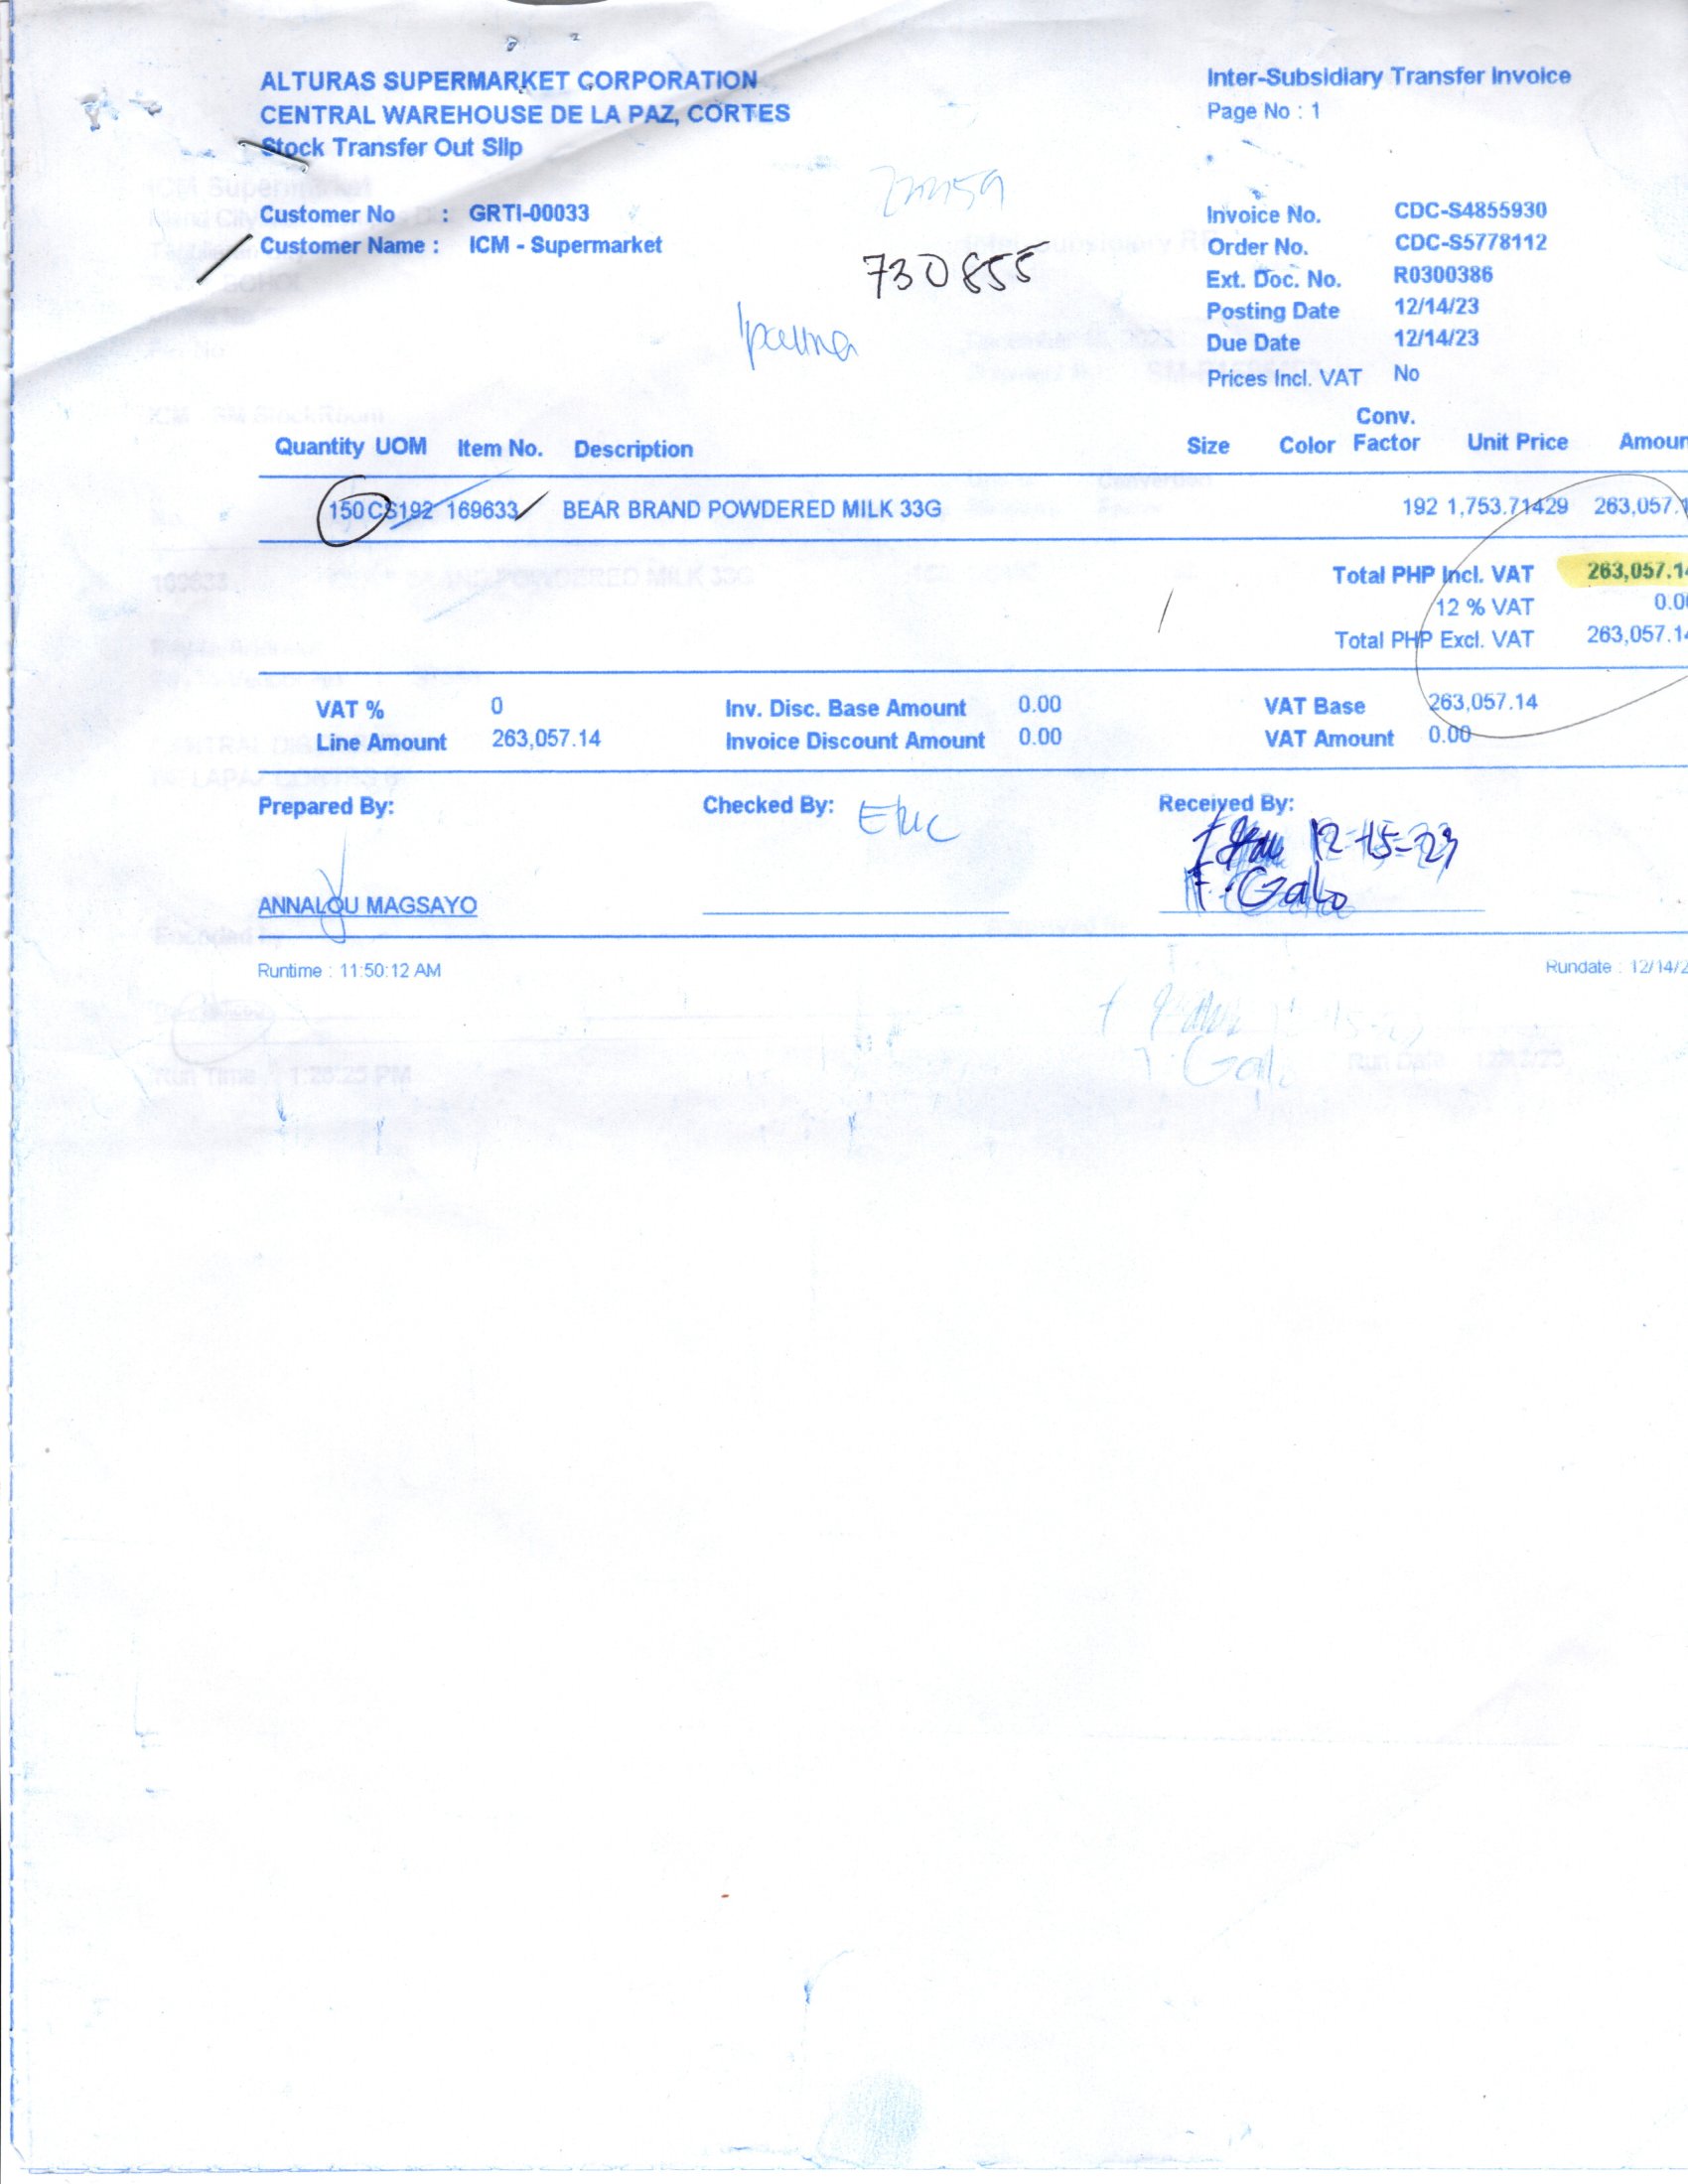 ALTURAS SUPERMARKET CORPORATION
CENTRAL WAREHOUSE DE LA PAZ, CORTES
Stock Transfer Out Slip
Inter-Subsidiary Transfer Invoice
Page No : 1
Customer No : GRTI-00033
Customer Name : ICM - Supermarket
730855
Invoice No. CDC-S4855930
Order No. CDC-S5778112
Ext. Doc. No. R0300386
Posting Date 12/14/23
Due Date 12/14/23
Prices Incl. VAT No
Quantity UOM Item No. Description Size Color Conv. Factor Unit Price Amoun
150 CS192 169633 BEAR BRAND POWDERED MILK 33G 192 1,753.71429 263,057.1
Total PHP Incl. VAT 263,057.14
12 % VAT 0.00
Total PHP Excl. VAT 263,057.14
VAT % 0 Inv. Disc. Base Amount 0.00 VAT Base 263,057.14
Line Amount 263,057.14 Invoice Discount Amount 0.00 VAT Amount 0.00
Prepared By: Checked By: Eric Received By:
12-15-23
F. Galo
ANNALOU MAGSAYO
Runtime : 11:50:12 AM Rundate : 12/14/2